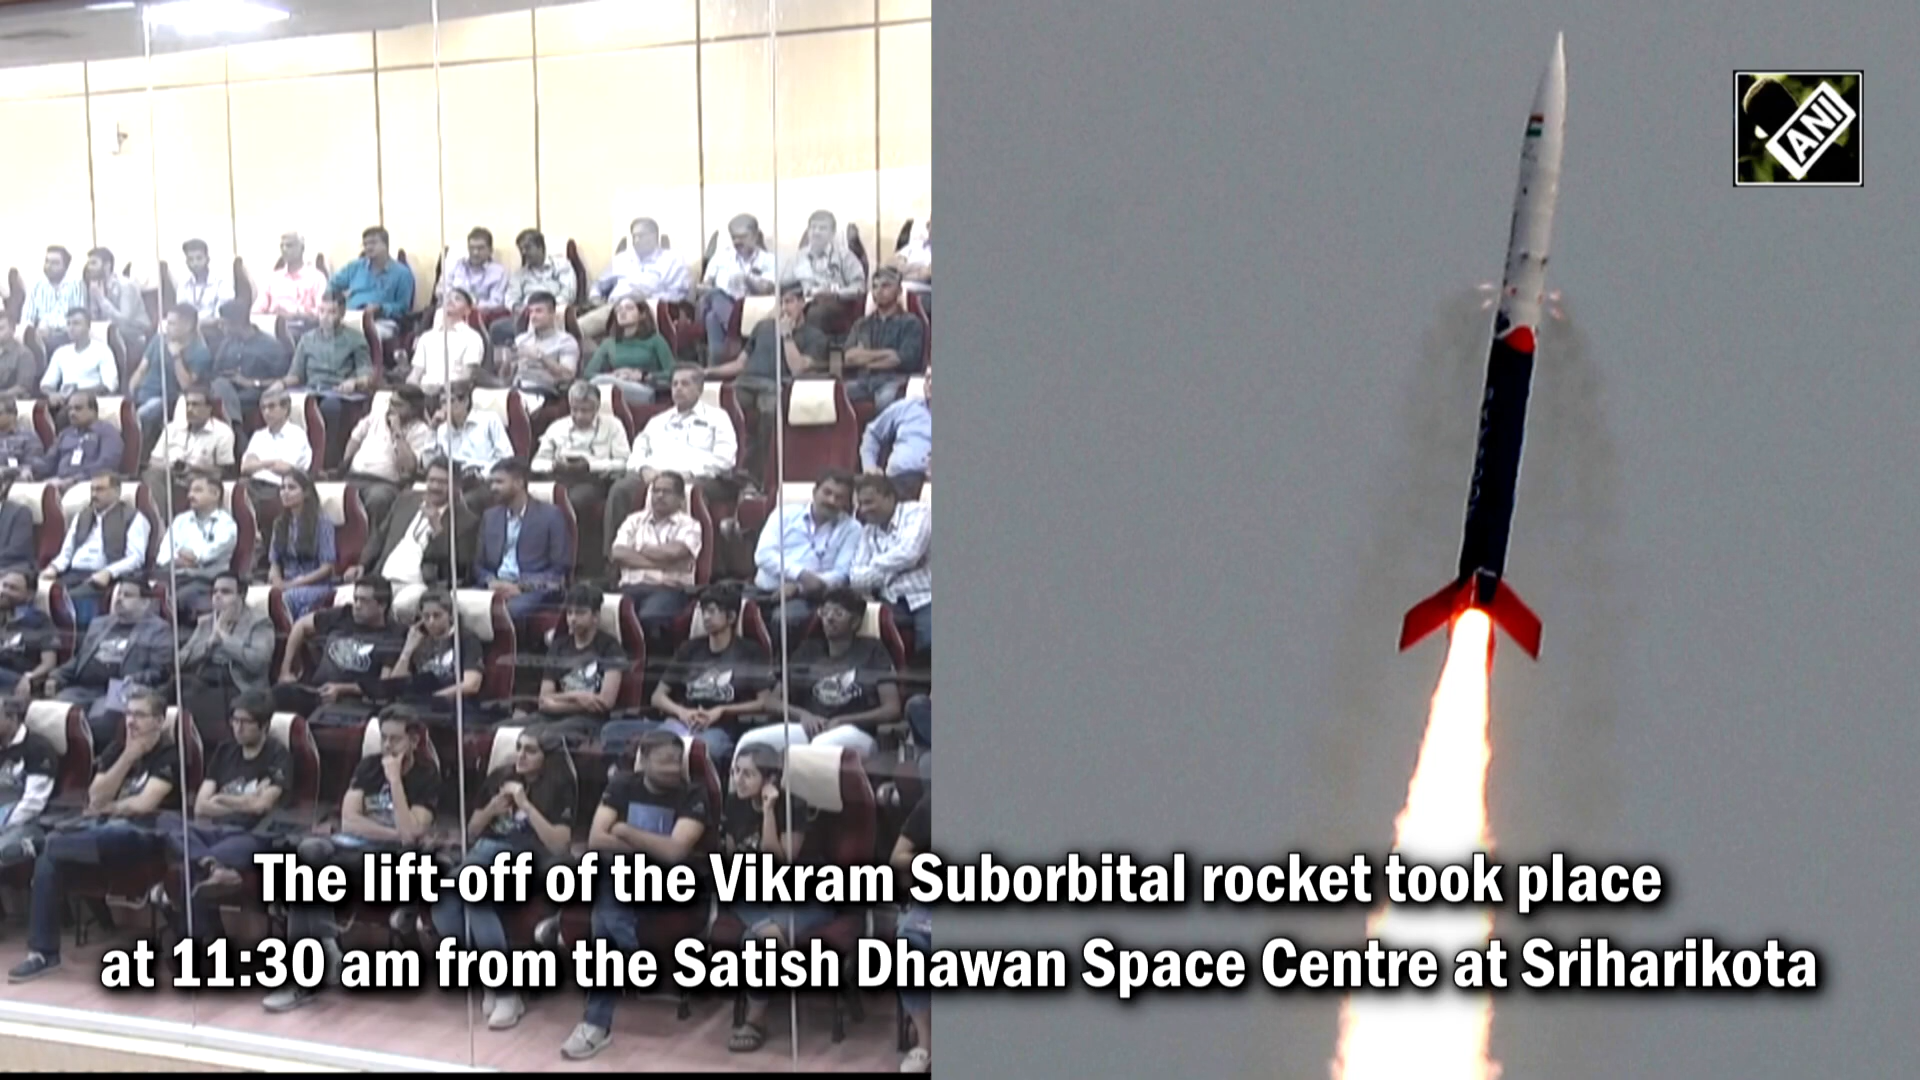 ANI
The lift-off of the Vikram Suborbital rocket took place
at 11:30 am from the Satish Dhawan Space Centre at Sriharikota